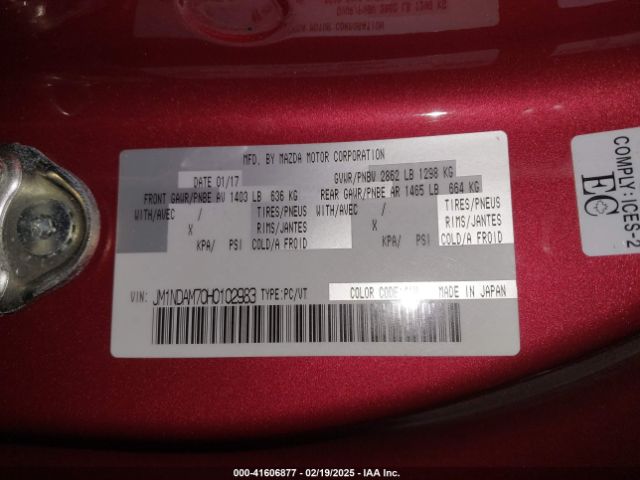 MFD. BY MAZDA MOTOR CORPORATION
DATE 01/17 GVWR/PNBV 2862 LB 1298 KG
FRONT GAWR/PNBE AV 1403 LB 636 KG REAR GAWR/PNBE AR 1465 LB 664 KG
WITH/AVEC / TIRES/PNEUS WITH/AVEC / TIRES/PNEUS
X RIMS/JANTES X RIMS/JANTES
KPA/ PSI COLD/A FROID KPA/ PSI COLD/A FROID
VIN: JM1NDAM70H0102983 TYPE:PC/VT COLOR CODE: MADE IN JAPAN
COMPLY:ICES-2
EC
000-41606877 - 02/19/2025 - IAA Inc.